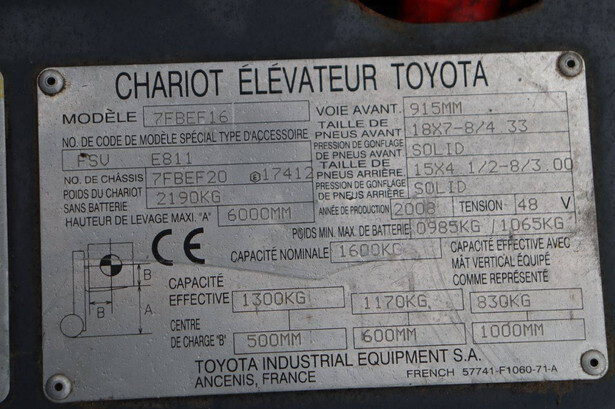 CHARIOT ÉLÉVATEUR TOYOTA
MODÈLE 7FBEF16
NO. DE CODE DE MODÈLE SPÉCIAL TYPE D'ACCESSOIRE
FSV E811
NO. DE CHÂSSIS 7FBEF20 17412
POIDS DU CHARIOT SANS BATTERIE 2190KG
HAUTEUR DE LEVAGE MAXI. "A" 6000MM
VOIE AVANT 915MM
TAILLE DE PNEUS AVANT 18X7-8/4.33
PRESSION DE GONFLAGE DE PNEUS AVANT SOLID
TAILLE DE PNEUS ARRIÈRE 15X4 1/2-8/3.00
PRESSION DE GONFLAGE DE PNEUS ARRIÈRE SOLID
ANNÉE DE PRODUCTION 2008 TENSION 48 V
POIDS MIN. MAX. DE BATTERIE 0985KG /1065KG
CE
CAPACITÉ NOMINALE 1600KG
CAPACITÉ EFFECTIVE AVEC
MÂT VERTICAL ÉQUIPÉ
COMME REPRÉSENTÉ
B
B
A
CAPACITÉ EFFECTIVE 1300KG 1170KG 830KG
CENTRE DE CHARGE "B" 500MM 600MM 1000MM
TOYOTA INDUSTRIAL EQUIPMENT S.A.
ANCENIS, FRANCE
FRENCH 57741-F1060-71-A